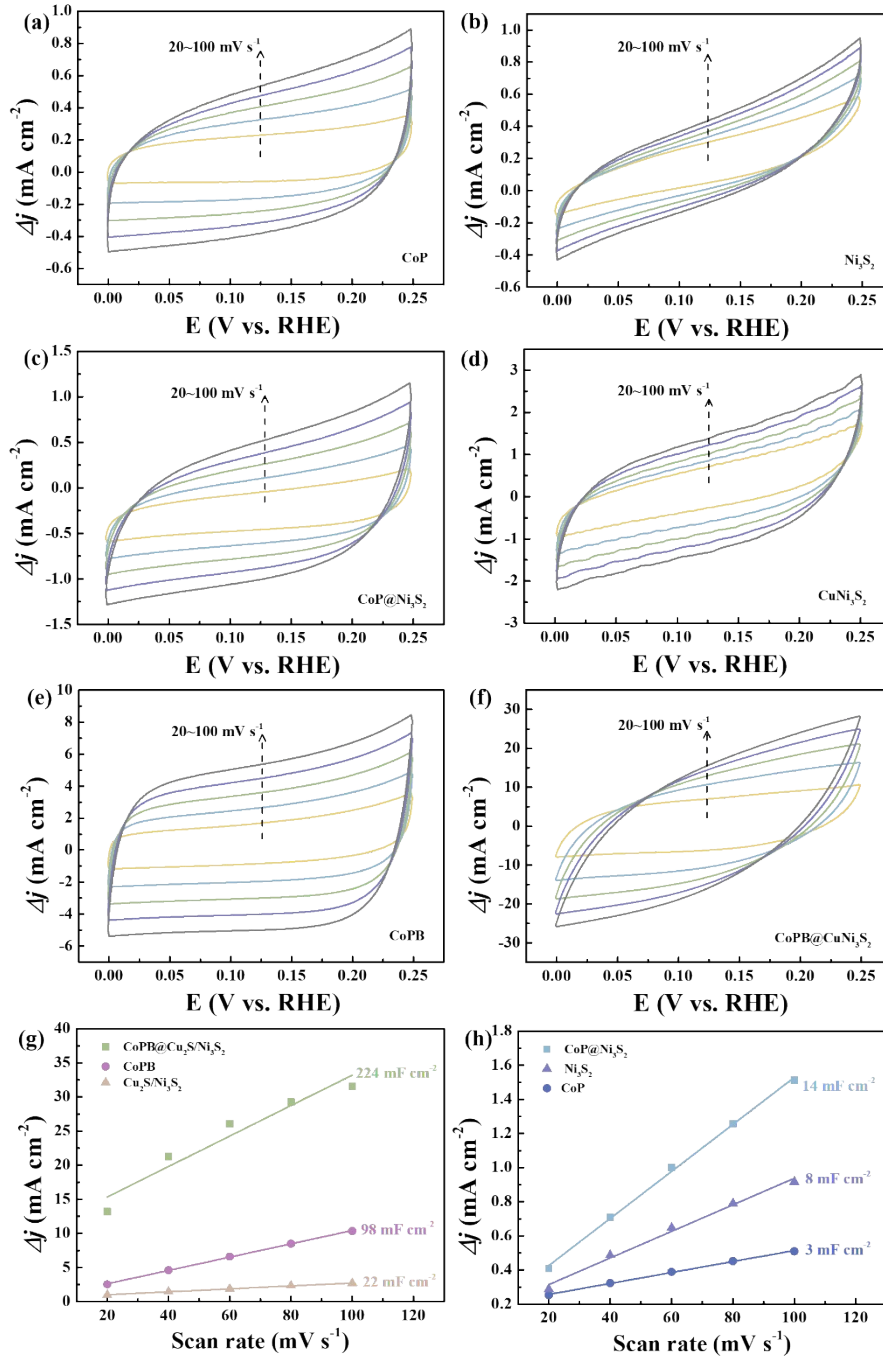 (a)
20~100 mV s⁻¹
CoP
Δj (mA cm⁻²)
1.0
0.8
0.6
0.4
0.2
0.0
-0.2
-0.4
-0.6
0.00 0.05 0.10 0.15 0.20 0.25
E (V vs. RHE)
(b)
20~100 mV s⁻¹
Ni₃S₂
Δj (mA cm⁻²)
1.0
0.8
0.6
0.4
0.2
0.0
-0.2
-0.4
0.6
0.00 0.05 0.10 0.15 0.20 0.25
E (V vs. RHE)
(c)
20~100 mV s⁻¹
CoP@Ni₃S₂
Δj (mA cm⁻²)
1.5
1.0
0.5
0.0
-0.5
-1.0
-1.5
0.00 0.05 0.10 0.15 0.20 0.25
E (V vs. RHE)
(d)
20~100 mV s⁻¹
CuNi₃S₂
Δj (mA cm⁻²)
3
2
1
0
-1
-2
-3
0.00 0.05 0.10 0.15 0.20 0.25
E (V vs. RHE)
(e)
20~100 mV s⁻¹
CoPB
Δj (mA cm⁻²)
10
8
6
4
2
0
-2
-4
-6
0.00 0.05 0.10 0.15 0.20 0.25
E (V vs. RHE)
(f)
20~100 mV s⁻¹
CoPB@CuNi₃S₂
Δj (mA cm⁻²)
30
20
10
0
-10
-20
-30
0.00 0.05 0.10 0.15 0.20 0.25
E (V vs. RHE)
(g)
CoPB@Cu₂S/Ni₃S₂
CoPB
Cu₂S/Ni₃S₂
224 mF cm⁻²
98 mF cm⁻²
22 mF cm⁻²
Δj (mA cm⁻²)
40
35
30
25
20
15
10
5
0
20 40 60 80 100 120
Scan rate (mV s⁻¹)
(h)
CoP@Ni₃S₂
Ni₃S₂
CoP
14 mF cm⁻²
8 mF cm⁻²
3 mF cm⁻²
Δj (mA cm⁻²)
1.8
1.6
1.4
1.2
1.0
0.8
0.6
0.4
0.2
20 40 60 80 100 120
Scan rate (mV s⁻¹)